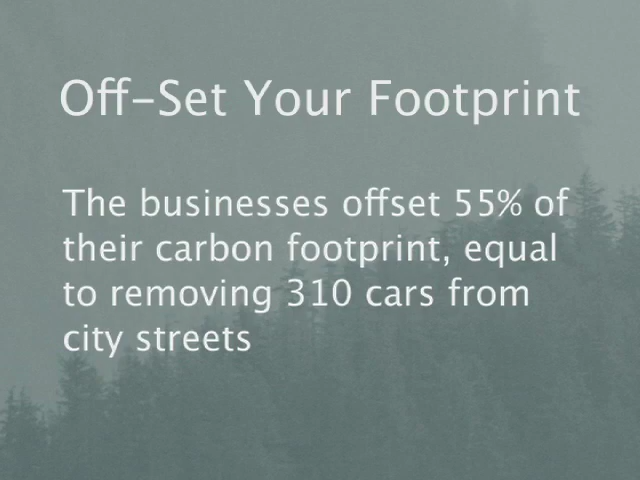 Off-Set Your Footprint
The businesses offset 55% of
their carbon footprint, equal
to removing 310 cars from
city streets